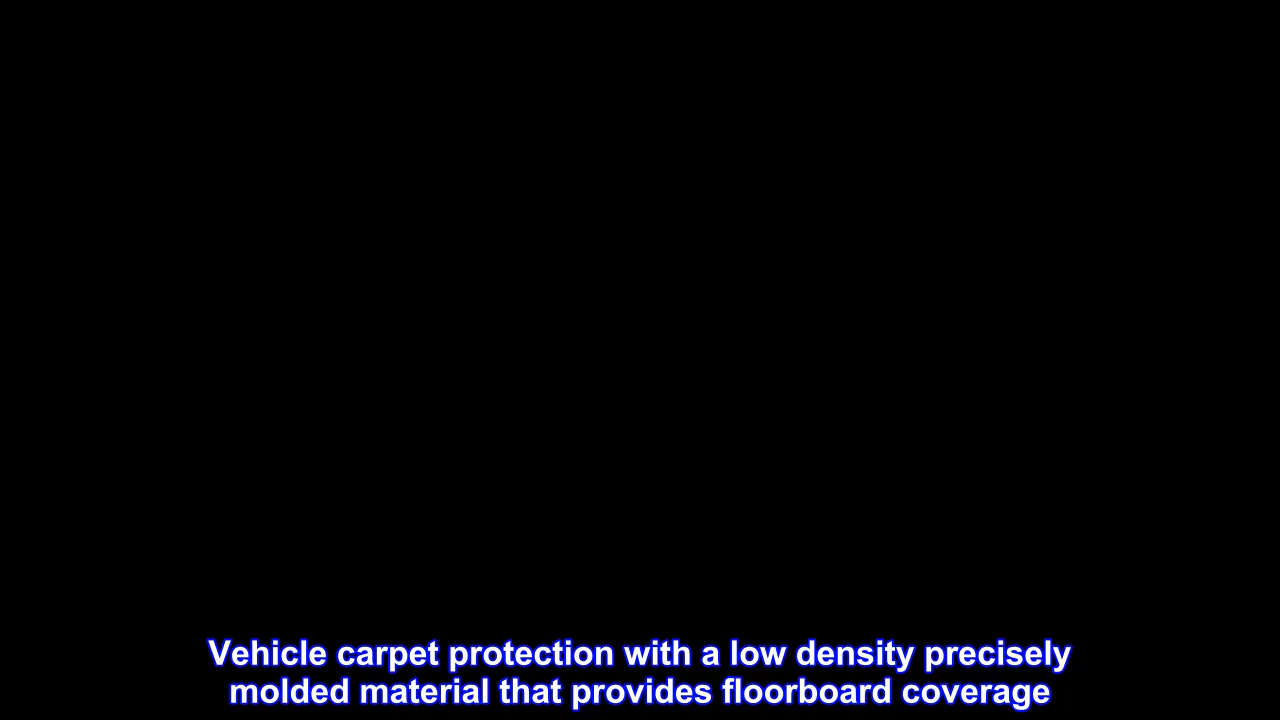 Vehicle carpet protection with a low density precisely
molded material that provides floorboard coverage